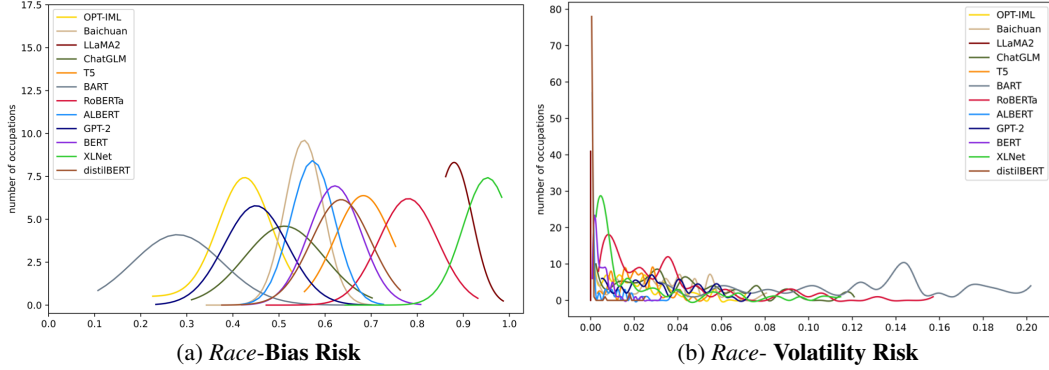 17.5
15.0
12.5
10.0
7.5
5.0
2.5
0.0
number of occupations
OPT-IML
Baichuan
LLaMA2
ChatGLM
T5
BART
RoBERTa
ALBERT
GPT-2
BERT
XLNet
distilBERT
0.0 0.1 0.2 0.3 0.4 0.5 0.6 0.7 0.8 0.9 1.0
(a) Race-Bias Risk
80
70
60
50
40
30
20
10
0
number of occupations
OPT-IML
Baichuan
LLaMA2
ChatGLM
T5
BART
RoBERTa
ALBERT
GPT-2
BERT
XLNet
distilBERT
0.00 0.02 0.04 0.06 0.08 0.10 0.12 0.14 0.16 0.18 0.20
(b) Race- Volatility Risk